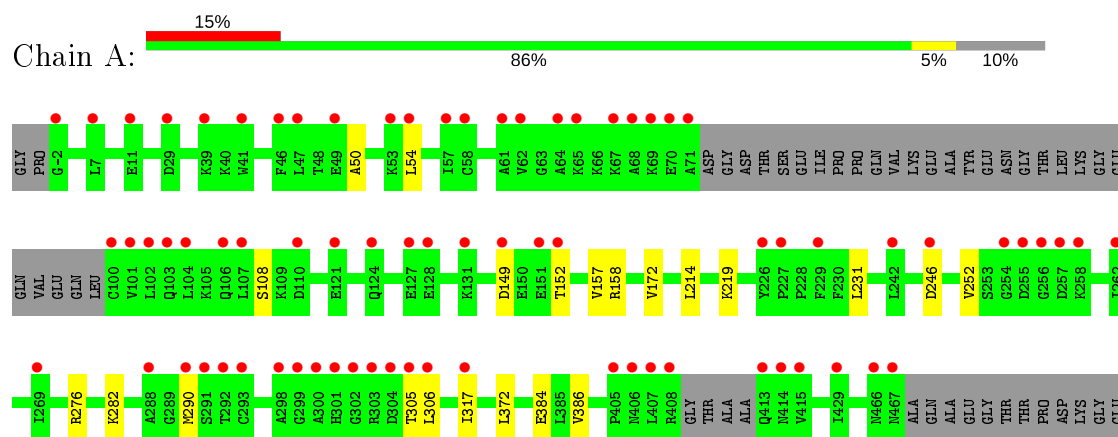 15%
Chain A:
86% 5% 10%
GLY PRO G-2 L7 E11 D29 K39 K40 W41 F46 L47 T48 E49 A50 K53 L54 I57 C58 A61 V62 G63 A64 K65 K66 K67 A68 K69 E70 A71 ASP GLY ASP THR SER GLU ILE PRO PRO GLN VAL LYS GLU ALA TYR GLU ASN GLY THR LEU LYS GLY
GLN VAL GLU GLN LEU C100 V101 L102 Q103 L104 K105 Q106 L107 S108 K109 D110 E121 Q124 E127 E128 K131 D149 E150 E151 T152 V157 R158 V172 L214 K219 Y226 P227 P228 F229 F230 L231 L242 D246 V252 S253 G254 D255 G256 D257 K258
I269 R276 K282 A288 G289 M290 S291 T292 C293 A298 G299 A300 H301 G302 R303 D304 T305 L306 I317 L372 E384 L385 V386 P405 N406 L407 R408 GLY THR ALA ALA Q413 N414 V415 I429 N466 N467 ALA GLN ALA GLU GLY THR THR PRO ASP LYS GLY